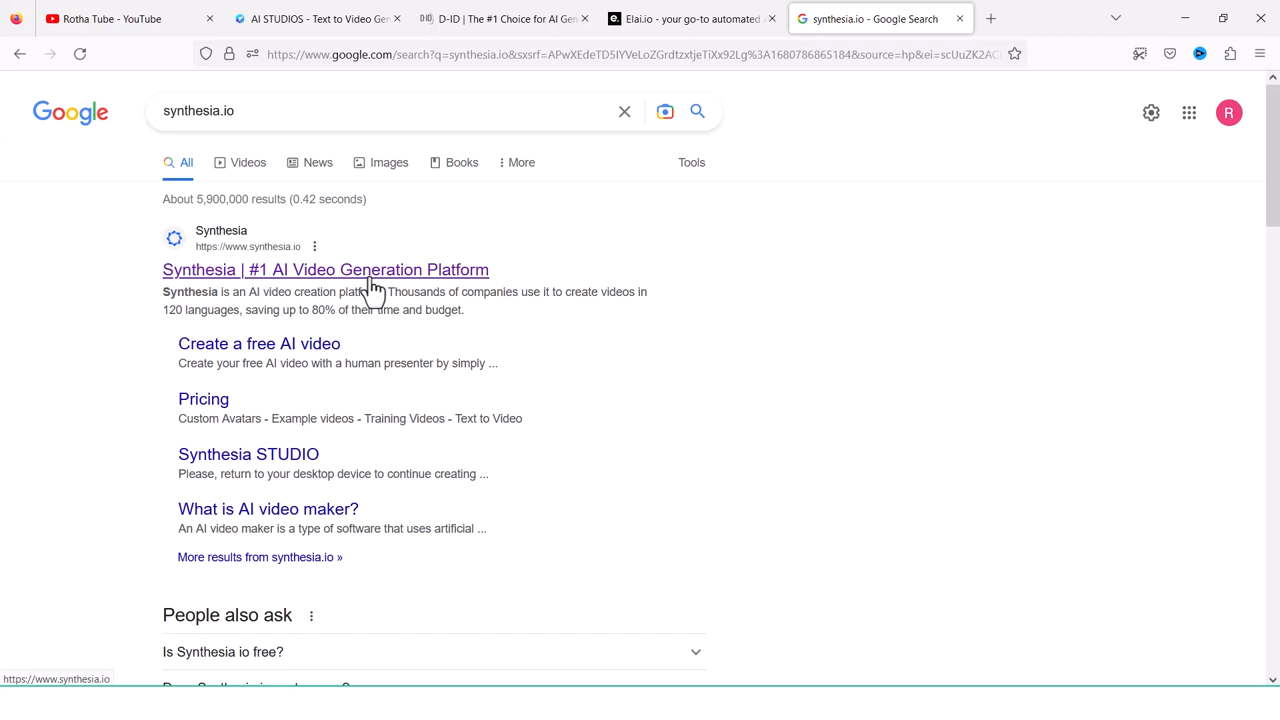 Rotha Tube - YouTube
AI STUDIOS - Text to Video Gen
D-ID | The #1 Choice for AI Gen
Elai.io - your go-to automated
synthesia.io - Google Search
https://www.google.com/search?q=synthesia.io&sxsrf=APwXEdeTD5IYVeLoZGrdtzxtjeTiXx92Lg%3A1680786865184&source=hp&ei=scUuZK2AC
Google
synthesia.io
R
All
Videos
News
Images
Books
More
Tools
About 5,900,000 results (0.42 seconds)
Synthesia
https://www.synthesia.io
Synthesia | #1 AI Video Generation Platform
Synthesia is an AI video creation Thousands of companies use it to create videos in
120 languages, saving up to 80% of their time and budget.
Create a free AI video
Create your free AI video with a human presenter by simply ...
Pricing
Custom Avatars - Example videos - Training Videos - Text to Video
Synthesia STUDIO
Please, return to your desktop device to continue creating ...
What is AI video maker?
An AI video maker is a type of software that uses artificial ...
More results from synthesia.io »
People also ask
Is Synthesia io free?
https://www.synthesia.io